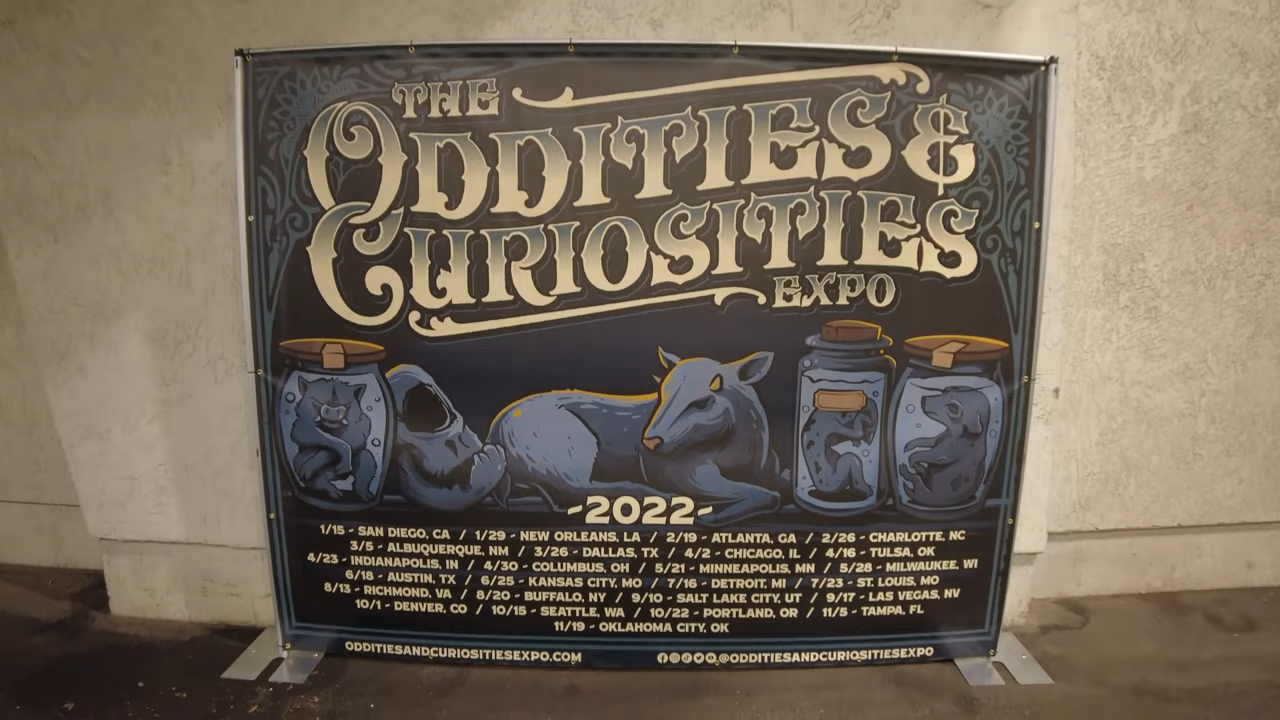 THE
ODDITIES &
CURIOSITIES
EXPO
-2022-
1/15 - SAN DIEGO, CA / 1/29 - NEW ORLEANS, LA / 2/19 - ATLANTA, GA / 2/26 - CHARLOTTE, NC
3/5 - ALBUQUERQUE, NM / 3/26 - DALLAS, TX / 4/2 - CHICAGO, IL / 4/16 - TULSA, OK
4/23 - INDIANAPOLIS, IN / 4/30 - COLUMBUS, OH / 5/21 - MINNEAPOLIS, MN / 5/28 - MILWAUKEE, WI
6/18 - AUSTIN, TX / 6/25 - KANSAS CITY, MO / 7/16 - DETROIT, MI / 7/23 - ST. LOUIS, MO
8/13 - RICHMOND, VA / 8/20 - BUFFALO, NY / 9/10 - SALT LAKE CITY, UT / 9/17 - LAS VEGAS, NV
10/1 - DENVER, CO / 10/15 - SEATTLE, WA / 10/22 - PORTLAND, OR / 11/5 - TAMPA, FL
11/19 - OKLAHOMA CITY, OK
ODDITIESANDCURIOSITIESEXPO.COM @ODDITIESANDCURIOSITIESEXPO